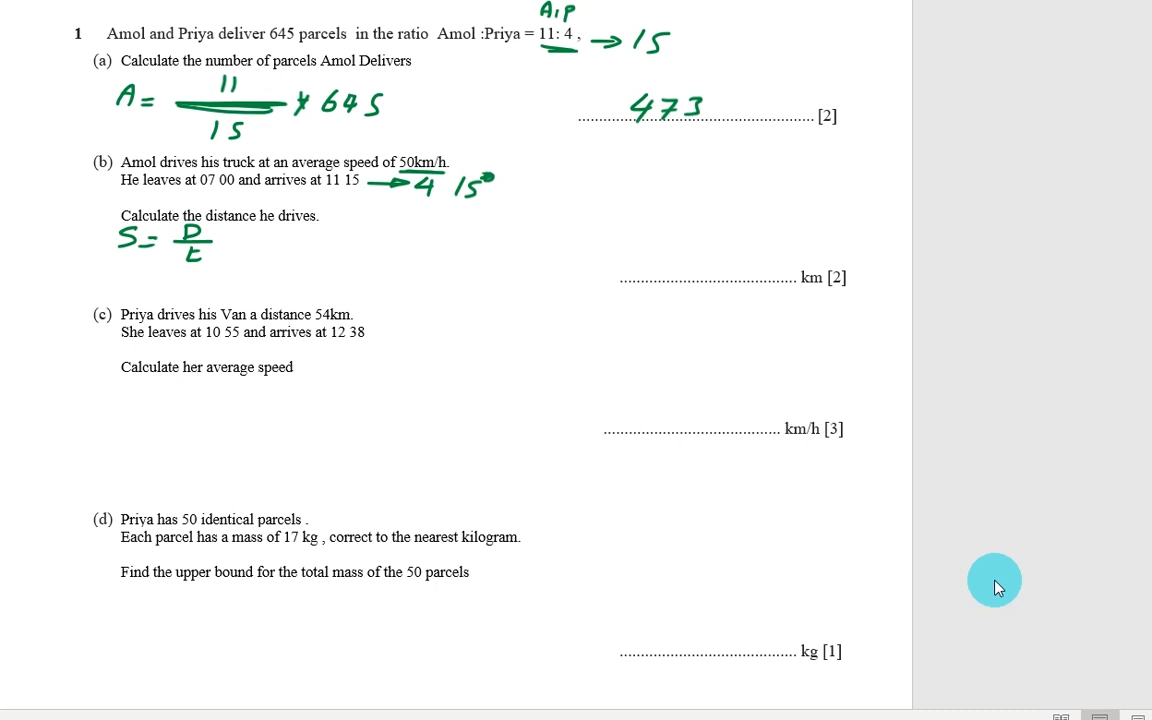 A:P
1 Amol and Priya deliver 645 parcels in the ratio Amol :Priya = 11: 4 , → 15
(a) Calculate the number of parcels Amol Delivers
A = 11/15 * 645
473
.................................................... [2]
(b) Amol drives his truck at an average speed of 50km/h.
He leaves at 07 00 and arrives at 11 15 → 4 15
Calculate the distance he drives.
S = D/t
........................................ km [2]
(c) Priya drives his Van a distance 54km.
She leaves at 10 55 and arrives at 12 38
Calculate her average speed
........................................ km/h [3]
(d) Priya has 50 identical parcels .
Each parcel has a mass of 17 kg , correct to the nearest kilogram.
Find the upper bound for the total mass of the 50 parcels
........................................ kg [1]